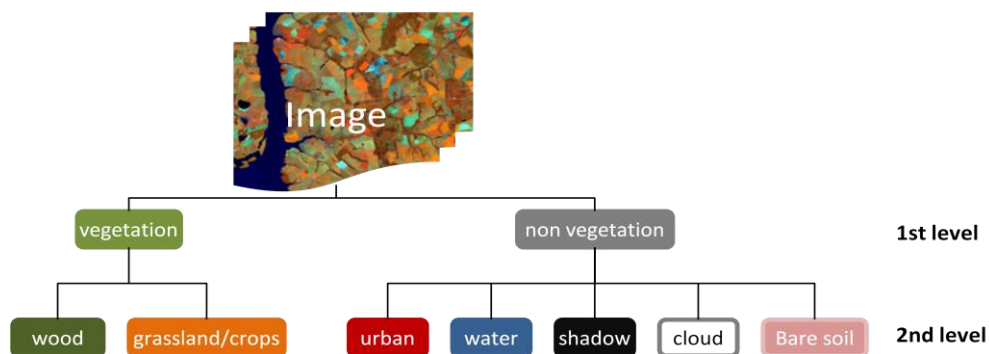 Image
vegetation
non vegetation
1st level
wood
grassland/crops
urban
water
shadow
cloud
Bare soil
2nd level